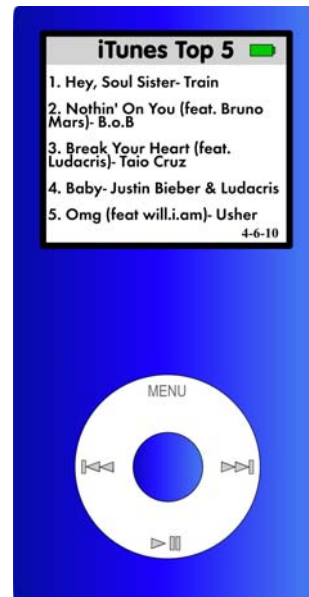 iTunes Top 5
1. Hey, Soul Sister- Train
2. Nothin' On You (feat. Bruno
Mars)- B.o.B
3. Break Your Heart (feat.
Ludacris)- Taio Cruz
4. Baby- Justin Bieber & Ludacris
5. Omg (feat will.i.am)- Usher
4-6-10
MENU